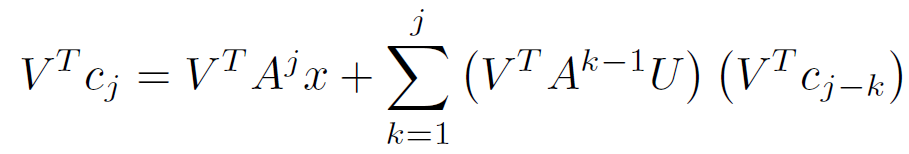 $V^T c_j = V^T A^j x + \sum_{k=1}^{j} \left( V^T A^{k-1} U \right) \left( V^T c_{j-k} \right)$